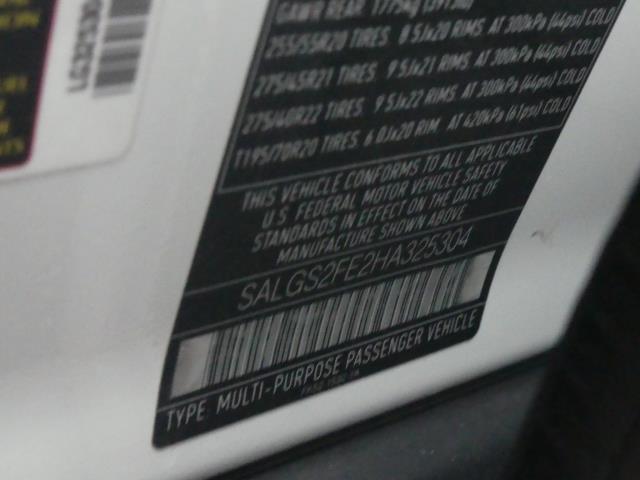 LG325304
GAWR REAR 1775kg (3913lb)
255/55R20 TIRES 8.5Jx20 RIMS AT 300kPa (44psi) COLD
275/45R21 TIRES 9.5Jx21 RIMS AT 300kPa (44psi) COLD
275/40R22 TIRES 9.5Jx22 RIMS AT 300kPa (44psi) COLD
T195/70R20 TIRES 6.0Jx20 RIM AT 420kPa (61psi) COLD
THIS VEHICLE CONFORMS TO ALL APPLICABLE
U.S. FEDERAL MOTOR VEHICLE SAFETY
STANDARDS IN EFFECT ON THE DATE OF
MANUFACTURE SHOWN ABOVE
SALGS2FE2HA325304
TYPE MULTI-PURPOSE PASSENGER VEHICLE